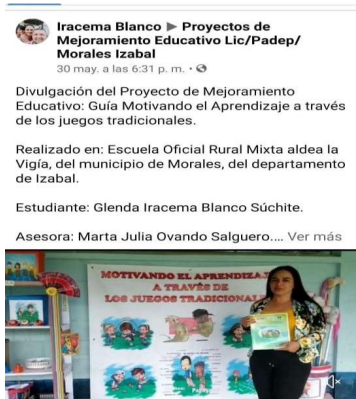 Iracema Blanco ▶ Proyectos de
Mejoramiento Educativo Lic/Padep/
Morales Izabal
30 may. a las 6:31 p. m. •
Divulgación del Proyecto de Mejoramiento
Educativo: Guía Motivando el Aprendizaje a través
de los juegos tradicionales.
Realizado en: Escuela Oficial Rural Mixta aldea la
Vigía, del municipio de Morales, del departamento
de Izabal.
Estudiante: Glenda Iracema Blanco Súchite.
Asesora: Marta Julia Ovando Salguero.... Ver más
MOTIVANDO EL APRENDIZA
A TRAVÉS DE
LOS JUEGOS TRADICIONAL